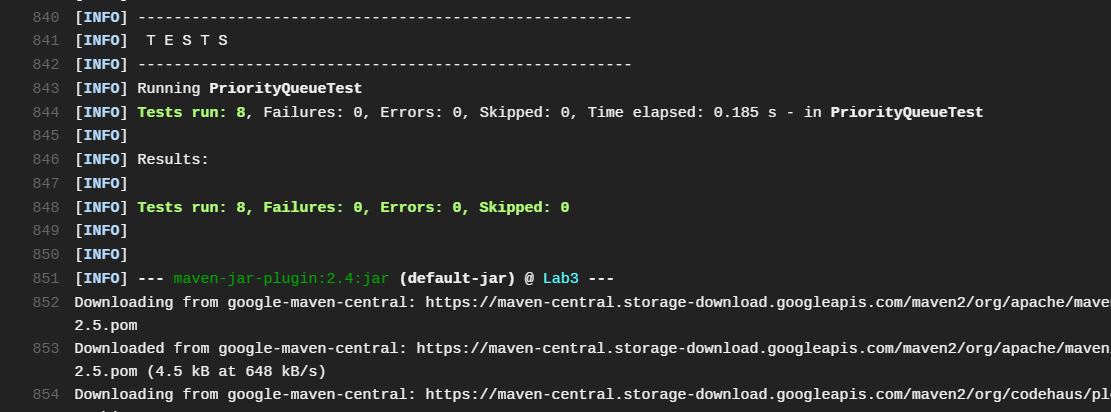 840 [INFO] -------------------------------------------------------
841 [INFO]  T E S T S
842 [INFO] -------------------------------------------------------
843 [INFO] Running PriorityQueueTest
844 [INFO] Tests run: 8, Failures: 0, Errors: 0, Skipped: 0, Time elapsed: 0.185 s - in PriorityQueueTest
845 [INFO]
846 [INFO] Results:
847 [INFO]
848 [INFO] Tests run: 8, Failures: 0, Errors: 0, Skipped: 0
849 [INFO]
850 [INFO]
851 [INFO] --- maven-jar-plugin:2.4:jar (default-jar) @ Lab3 ---
852 Downloading from google-maven-central: https://maven-central.storage-download.googleapis.com/maven2/org/apache/maven
2.5.pom
853 Downloaded from google-maven-central: https://maven-central.storage-download.googleapis.com/maven2/org/apache/maven
2.5.pom (4.5 kB at 648 kB/s)
854 Downloading from google-maven-central: https://maven-central.storage-download.googleapis.com/maven2/org/codehaus/pl